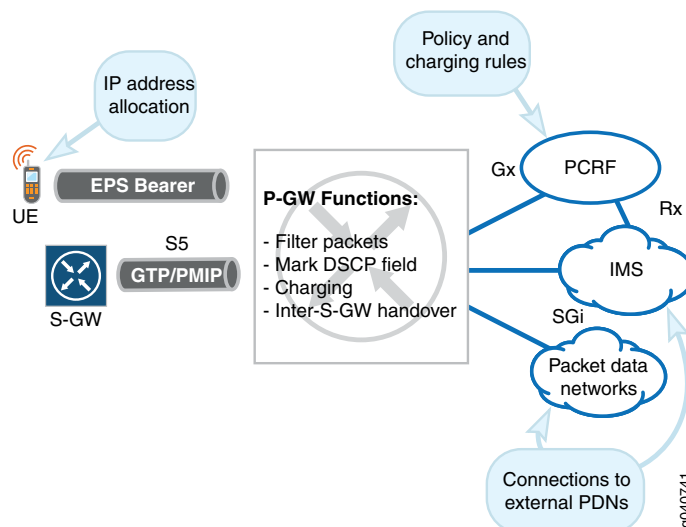 Policy and
charging rules
IP address
allocation
UE
EPS Bearer
S5
GTP/PMIP
S-GW
P-GW Functions:
- Filter packets
- Mark DSCP field
- Charging
- Inter-S-GW handover
Gx
PCRF
Rx
IMS
SGi
Packet data
networks
Connections to
external PDNs
g040741